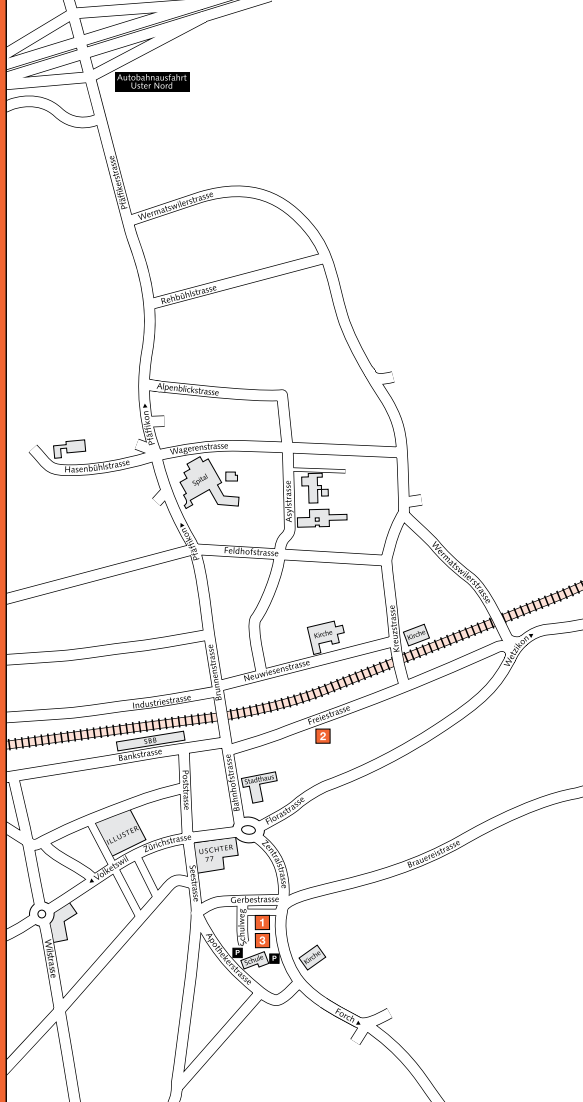 Autobahnausfahrt
Uster Nord
Pfäffikerstrasse
Wermatswilerstrasse
Rehbühlstrasse
Alpenblickstrasse
Pfäffikon
Wagerenstrasse
Hasenbühlstrasse
Spital
Asylstrasse
Pfäffikon
Feldhofstrasse
Wermatswilerstrasse
Kreuzstrasse
Kirche
Kirche
Wetzikon
Brunnenstrasse
Neuwiesenstrasse
Industriestrasse
Freiestrasse
2
SBB
Bankstrasse
Poststrasse
Bahnhofstrasse
Stadthaus
Florastrasse
ILLUSTER
Zürichstrasse
Volketswil
USCHTER
77
Zentralstrasse
Brauereistrasse
Seestrasse
Gerbestrasse
Schulweg
1
3
P
P
Schule
Kirche
Apothekerstrasse
Wilstrasse
Forch